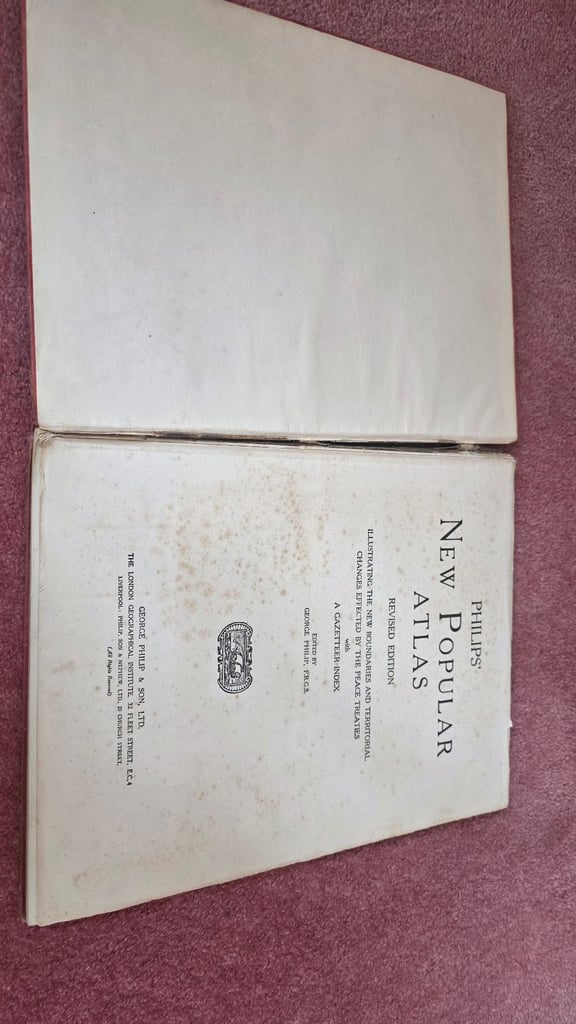 PHILIPS'
NEW POPULAR
ATLAS
REVISED EDITION
ILLUSTRATING THE NEW BOUNDARIES AND TERRITORIAL
CHANGES EFFECTED BY THE PEACE TREATIES
with
A GAZETTEER-INDEX
EDITED BY
GEORGE PHILIP, F.R.G.S.
GEORGE PHILIP & SON, LTD.
THE LONDON GEOGRAPHICAL INSTITUTE, 32 FLEET STREET, E.C.4
LIVERPOOL: PHILIP, SON & NEPHEW, LTD., 20 CHURCH STREET.
(All Rights Reserved)